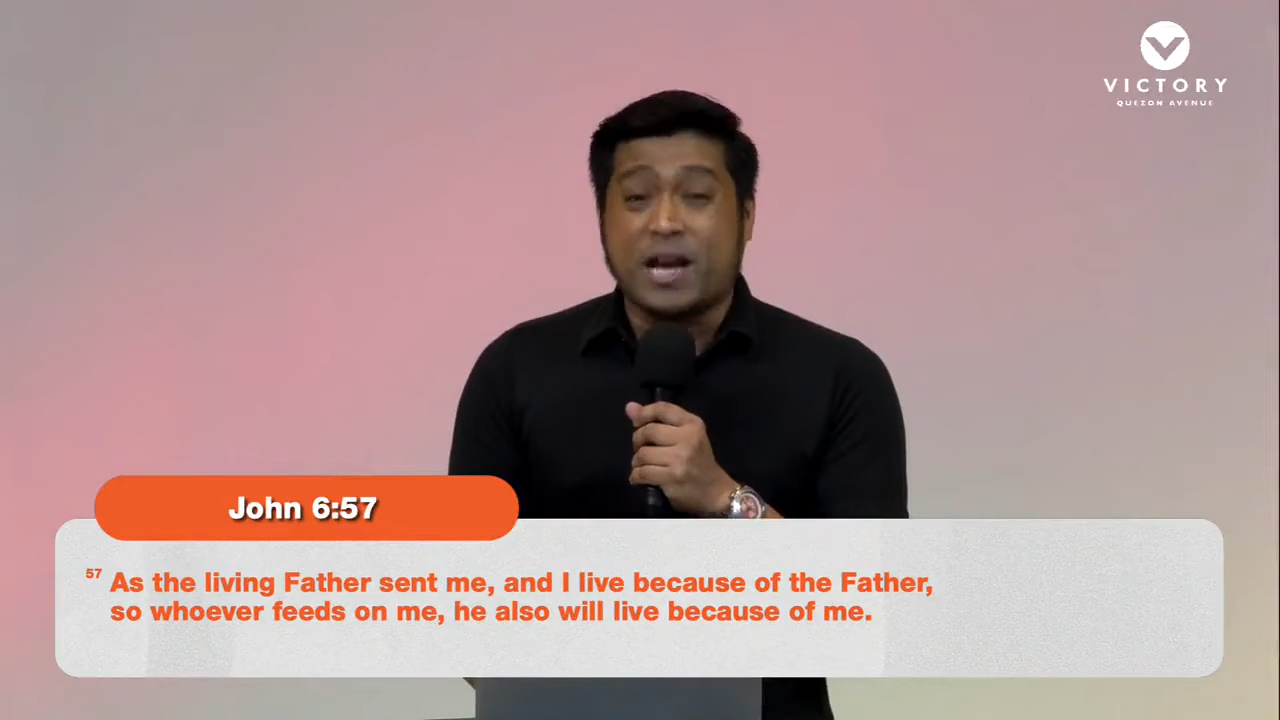 VICTORY
QUEZON AVENUE
John 6:57
57 As the living Father sent me, and I live because of the Father,
so whoever feeds on me, he also will live because of me.